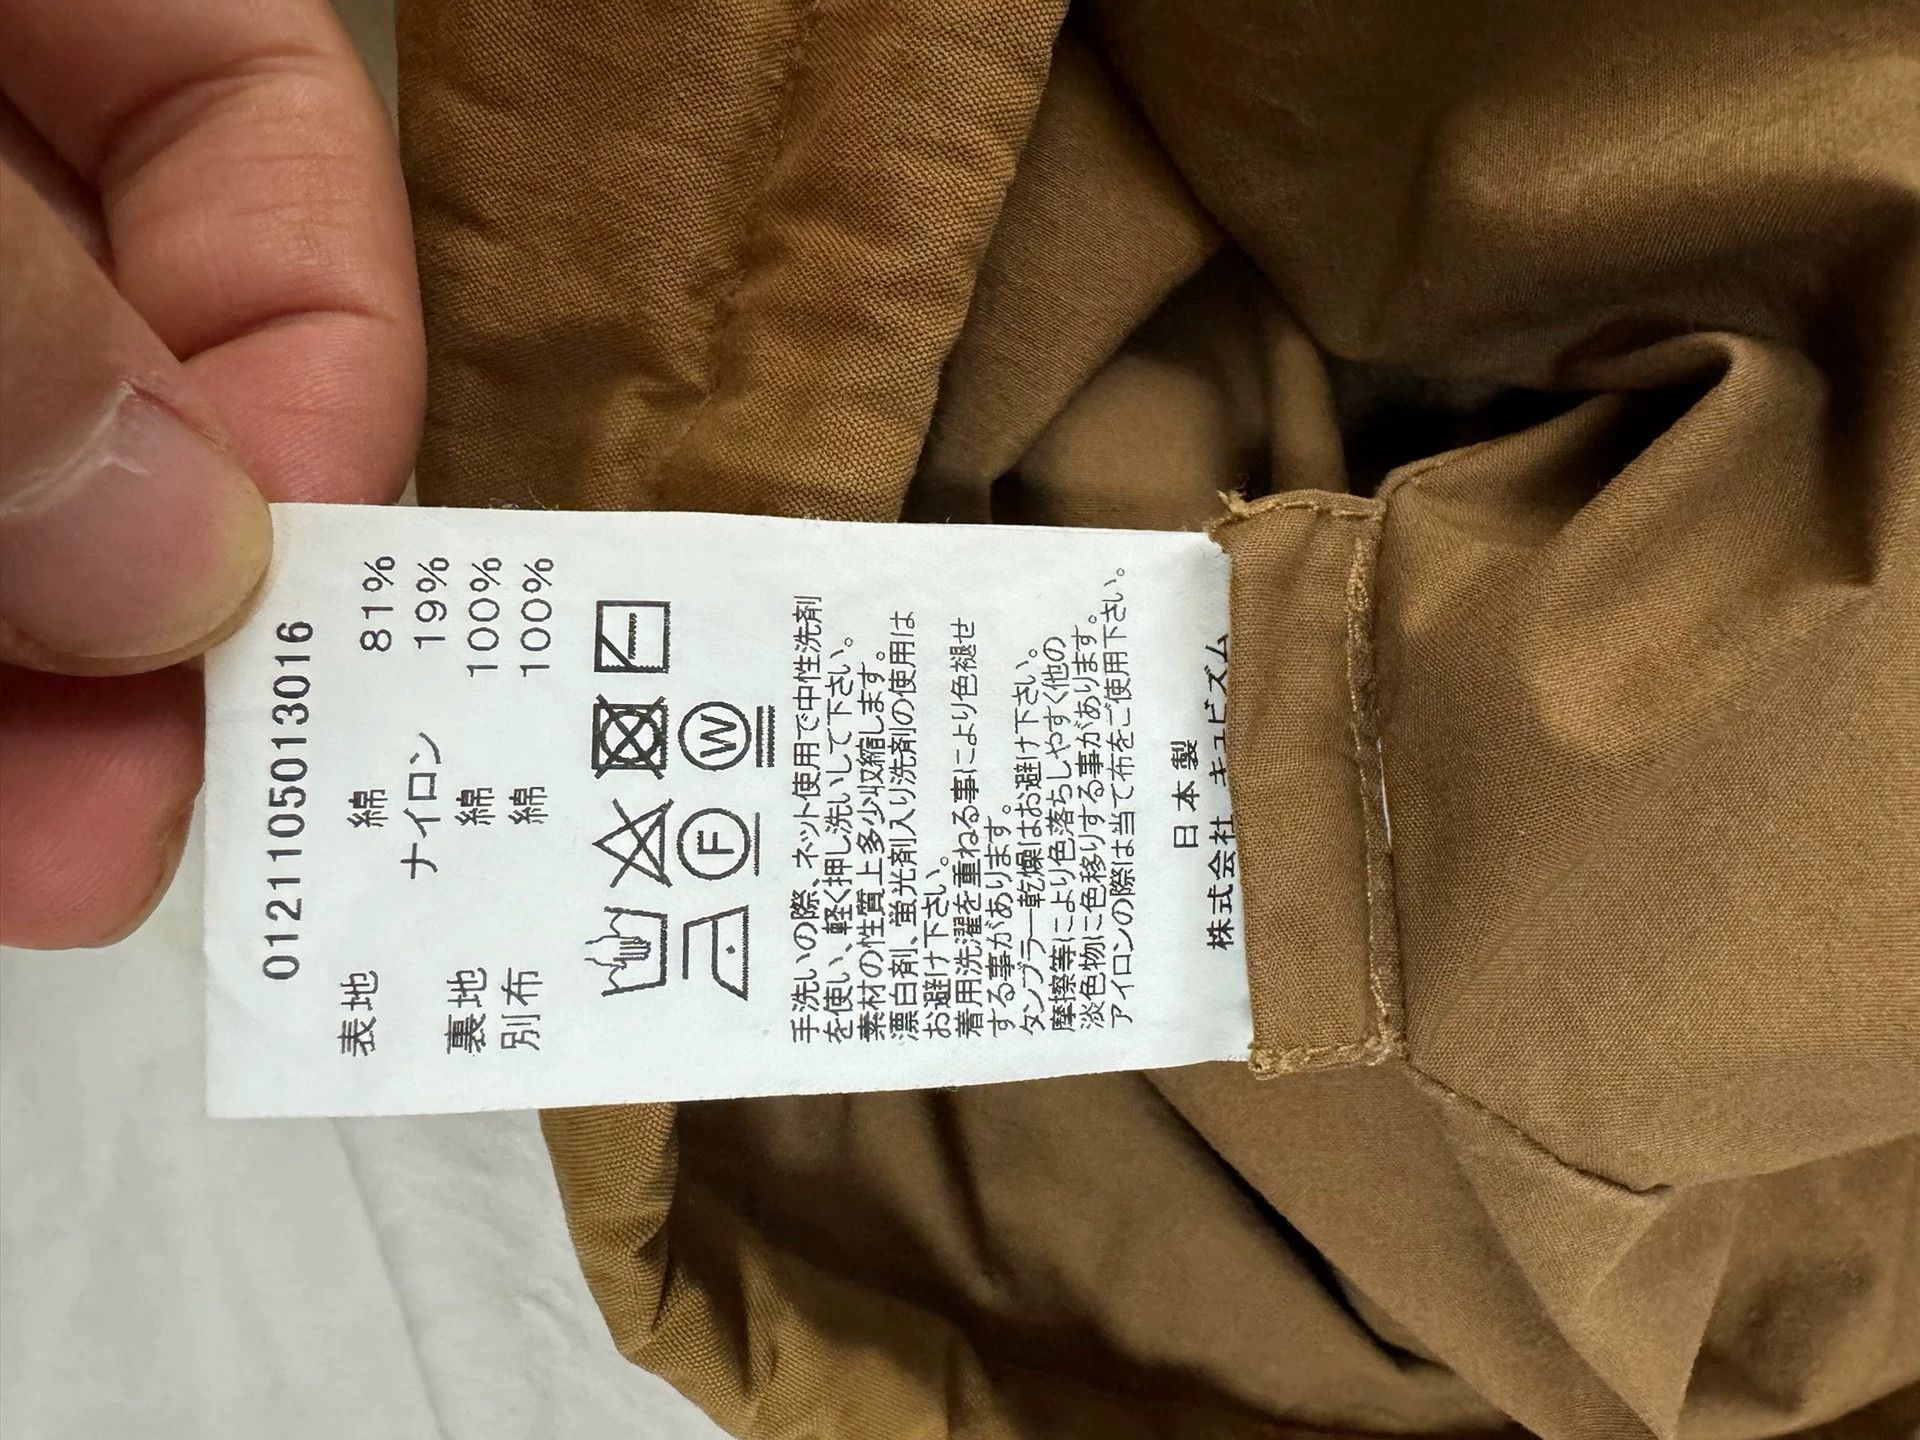 0121105013016
表地 綿 81%
ナイロン 19%
裏地 綿 100%
別布 綿 100%
F
W
手洗いの際、ネット使用で中性洗剤
を使い、軽く押し洗いして下さい。
素材の性質上多少収縮します。
漂白剤、蛍光剤入り洗剤の使用は
お避け下さい。
着用洗濯を重ねる事により色褪せ
する事があります。
タンブラー乾燥はお避け下さい。
摩擦等により色落ちしやすく他の
淡色物に色移りする事があります。
アイロンの際は当て布をご使用下さい。
日本製
株式会社 キュビズム